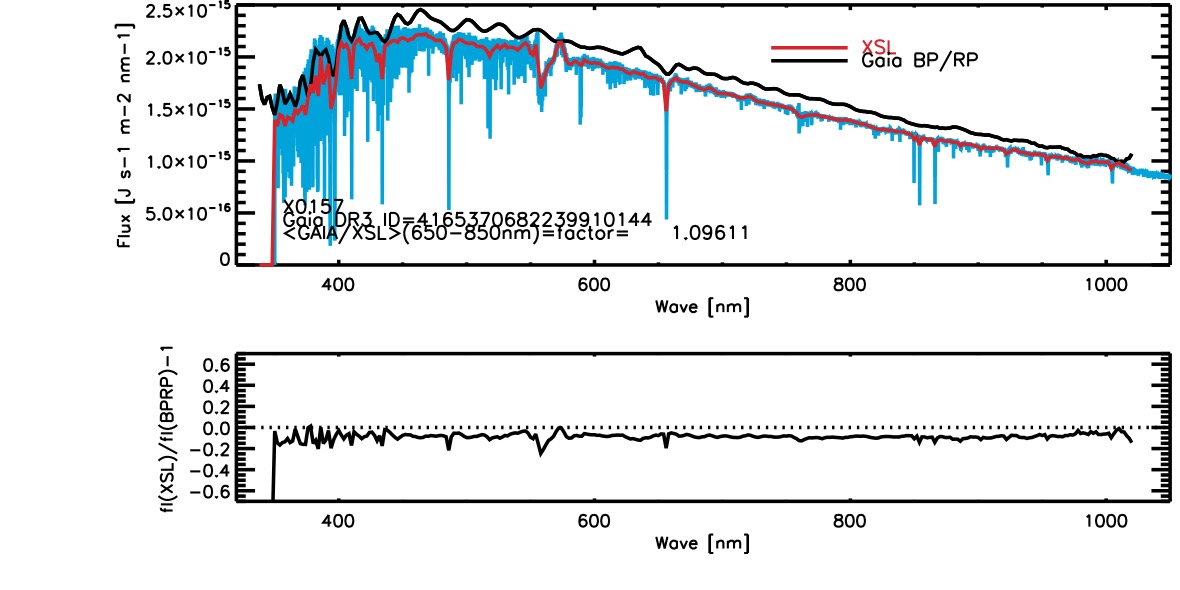 2.5×10⁻¹⁵
2.0×10⁻¹⁵
1.5×10⁻¹⁵
1.0×10⁻¹⁵
5.0×10⁻¹⁶
0
Flux [J s−1 m−2 nm−1]
XSL
Gaia BP/RP
X0157
Gaia DR3 ID=4165370682239910144
<GAIA/XSL>(650−850nm)=factor= 1.09611
400 600 800 1000
Wave [nm]
fl(XSL)/fl(BPRP)−1
0.6
0.4
0.2
0.0
−0.2
−0.4
−0.6
400 600 800 1000
Wave [nm]